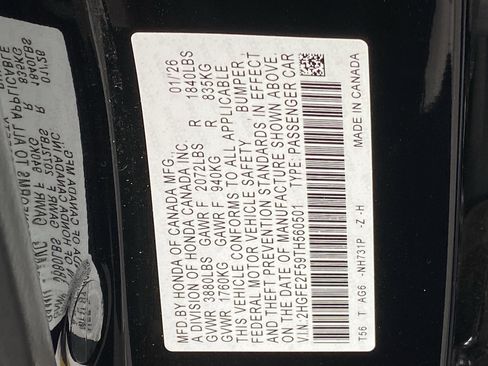 MFD BY HONDA OF CANADA MFG. 01/26
A DIVISION OF HONDA CANADA INC.
GVWR 3880LBS GAWR F 2072LBS R 1840LBS
GVWR 1760KG GAWR F 940KG R 835KG
THIS VEHICLE CONFORMS TO ALL APPLICABLE
FEDERAL MOTOR VEHICLE SAFETY, BUMPER
AND THEFT PREVENTION STANDARDS IN EFFECT
ON THE DATE OF MANUFACTURE SHOWN ABOVE.
V.I.N: 2HGFE2F59TH560501 TYPE: PASSENGER CAR
T56 T AG6 -NH731P -Z -H MADE IN CANADA